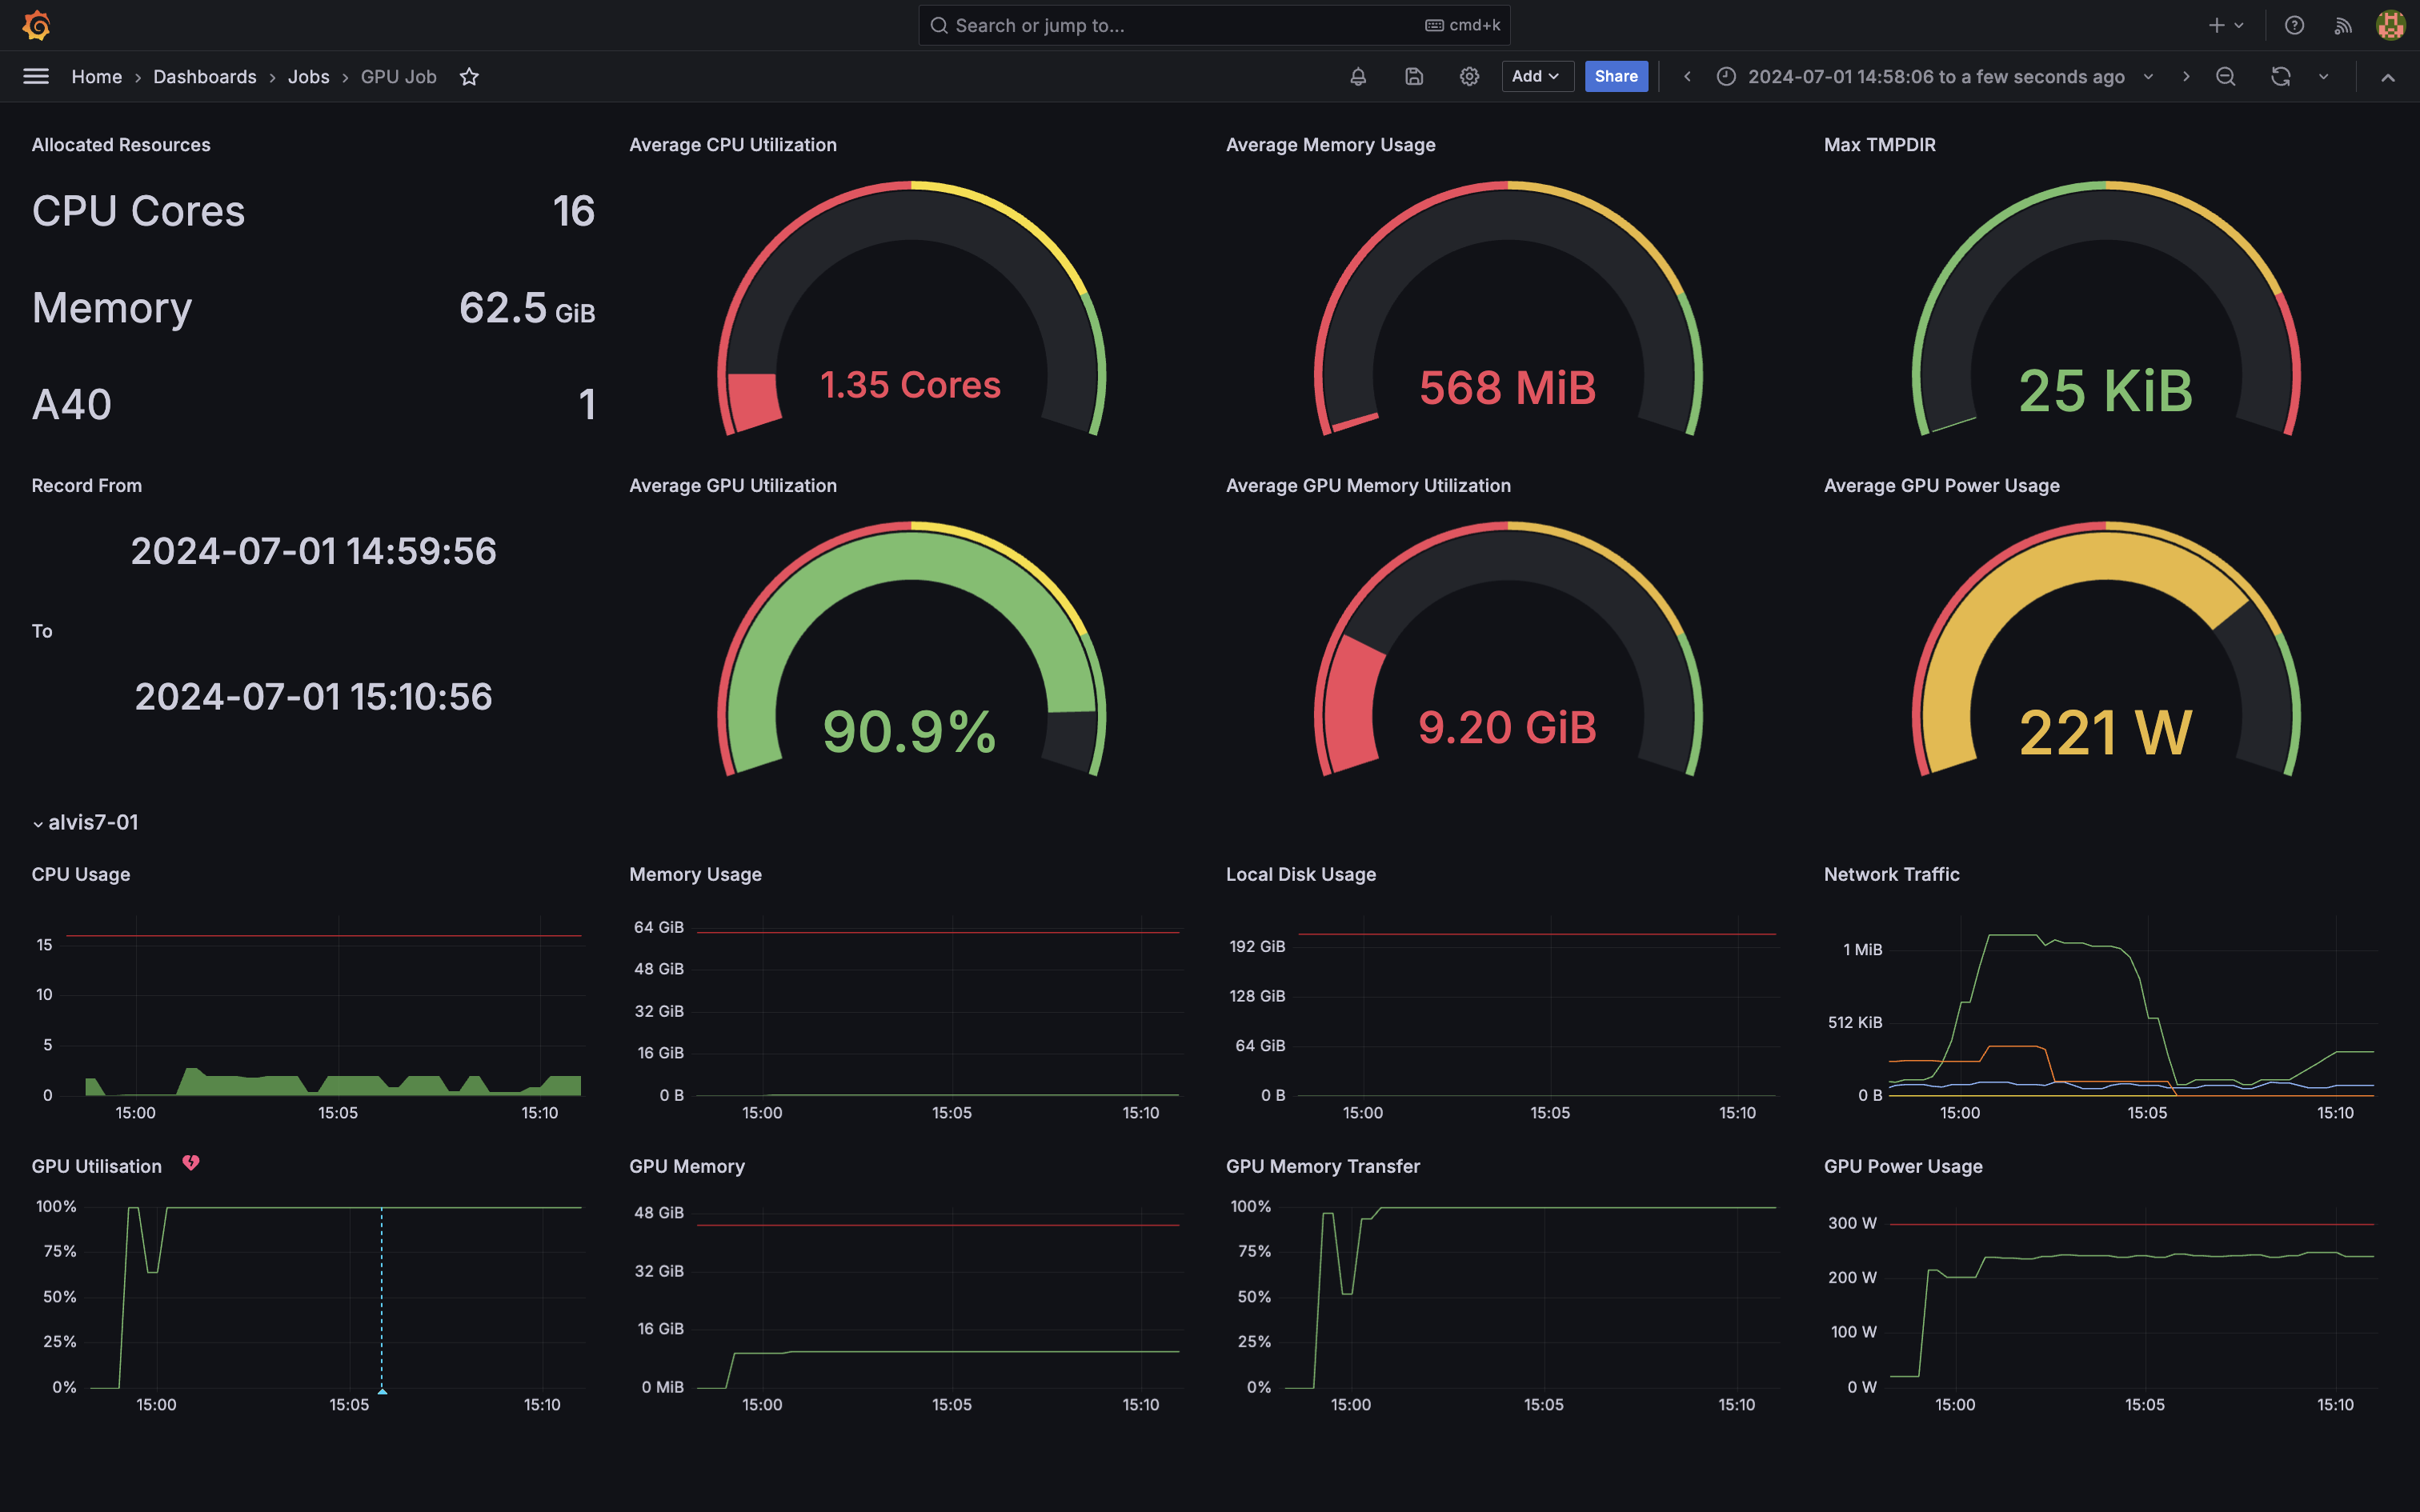 Search or jump to...
cmd+k
Home › Dashboards › Jobs › GPU Job
Add
Share
2024-07-01 14:58:06 to a few seconds ago
Allocated Resources
CPU Cores 16
Memory 62.5 GiB
A40 1
Average CPU Utilization
1.35 Cores
Average Memory Usage
568 MiB
Max TMPDIR
25 KiB
Record From
2024-07-01 14:59:56
To
2024-07-01 15:10:56
Average GPU Utilization
90.9%
Average GPU Memory Utilization
9.20 GiB
Average GPU Power Usage
221 W
alvis7-01
CPU Usage
15
10
5
0
15:00 15:05 15:10
Memory Usage
64 GiB
48 GiB
32 GiB
16 GiB
0 B
15:00 15:05 15:10
Local Disk Usage
192 GiB
128 GiB
64 GiB
0 B
15:00 15:05 15:10
Network Traffic
1 MiB
512 KiB
0 B
15:00 15:05 15:10
GPU Utilisation
100%
75%
50%
25%
0%
15:00 15:05 15:10
GPU Memory
48 GiB
32 GiB
16 GiB
0 MiB
15:00 15:05 15:10
GPU Memory Transfer
100%
75%
50%
25%
0%
15:00 15:05 15:10
GPU Power Usage
300 W
200 W
100 W
0 W
15:00 15:05 15:10